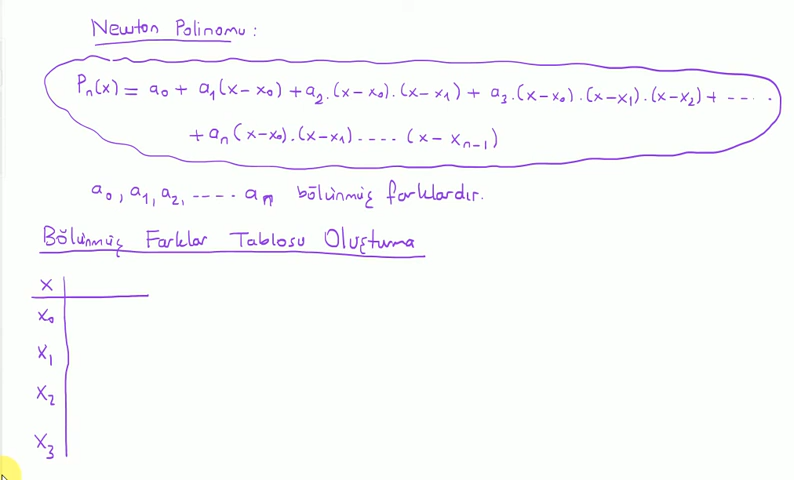 Newton Polinomu:
Pn(x) = a0 + a1(x-x0) + a2.(x-x0).(x-x1) + a3.(x-x0).(x-x1).(x-x2) + ----..
+ an(x-x0).(x-x1).....(x-xn-1)
a0, a1, a2, ----. an bölünmüş farklardır.
Bölünmüş Farklar Tablosu Oluşturma
x
x0
x1
x2
x3